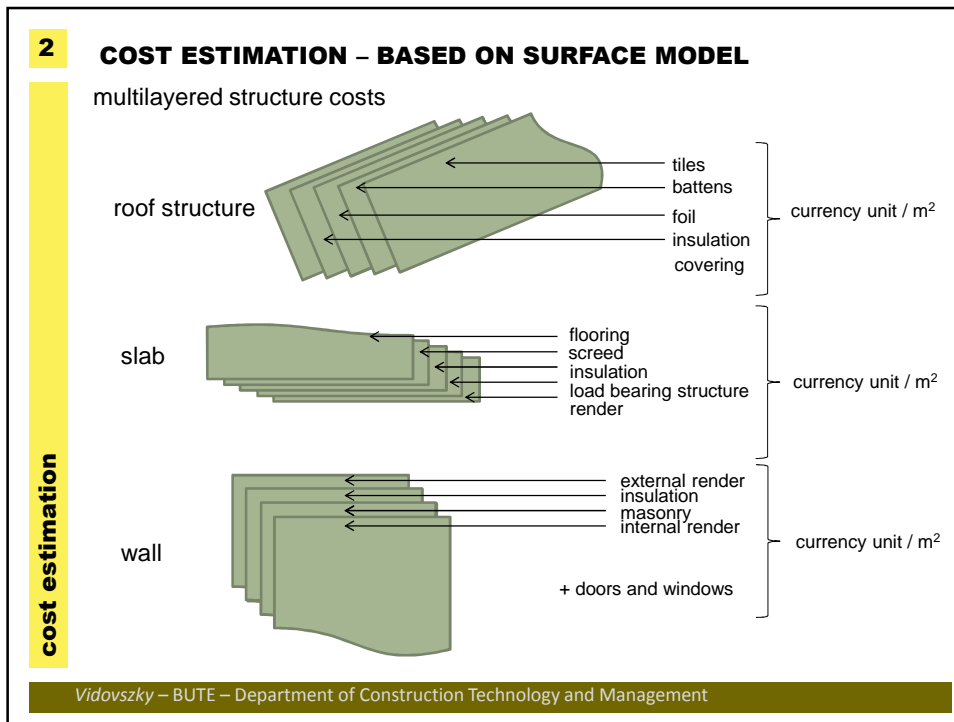 2
COST ESTIMATION – BASED ON SURFACE MODEL
multilayered structure costs
roof structure
tiles
battens
foil
insulation
covering
currency unit / m²
slab
flooring
screed
insulation
load bearing structure
render
currency unit / m²
wall
external render
insulation
masonry
internal render
+ doors and windows
currency unit / m²
cost estimation
Vidovszky – BUTE – Department of Construction Technology and Management